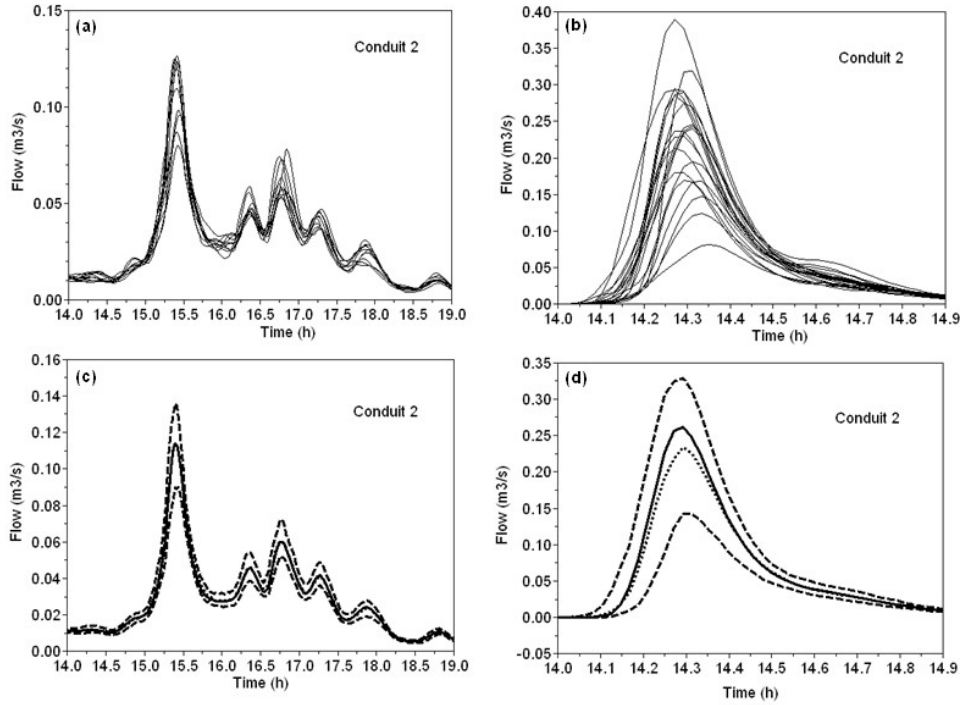 (a)
Conduit 2
Flow (m3/s)
0.15
0.10
0.05
0.00
14.0 14.5 15.0 15.5 16.0 16.5 17.0 17.5 18.0 18.5 19.0
Time (h)
(b)
Conduit 2
Flow (m3/s)
0.40
0.35
0.30
0.25
0.20
0.15
0.10
0.05
0.00
14.0 14.1 14.2 14.3 14.4 14.5 14.6 14.7 14.8 14.9
Time (h)
(c)
Conduit 2
Flow (m3/s)
0.16
0.14
0.12
0.10
0.08
0.06
0.04
0.02
0.00
14.0 14.5 15.0 15.5 16.0 16.5 17.0 17.5 18.0 18.5 19.0
Time (h)
(d)
Conduit 2
Flow (m3/s)
0.35
0.30
0.25
0.20
0.15
0.10
0.05
0.00
-0.05
14.0 14.1 14.2 14.3 14.4 14.5 14.6 14.7 14.8 14.9
Time (h)